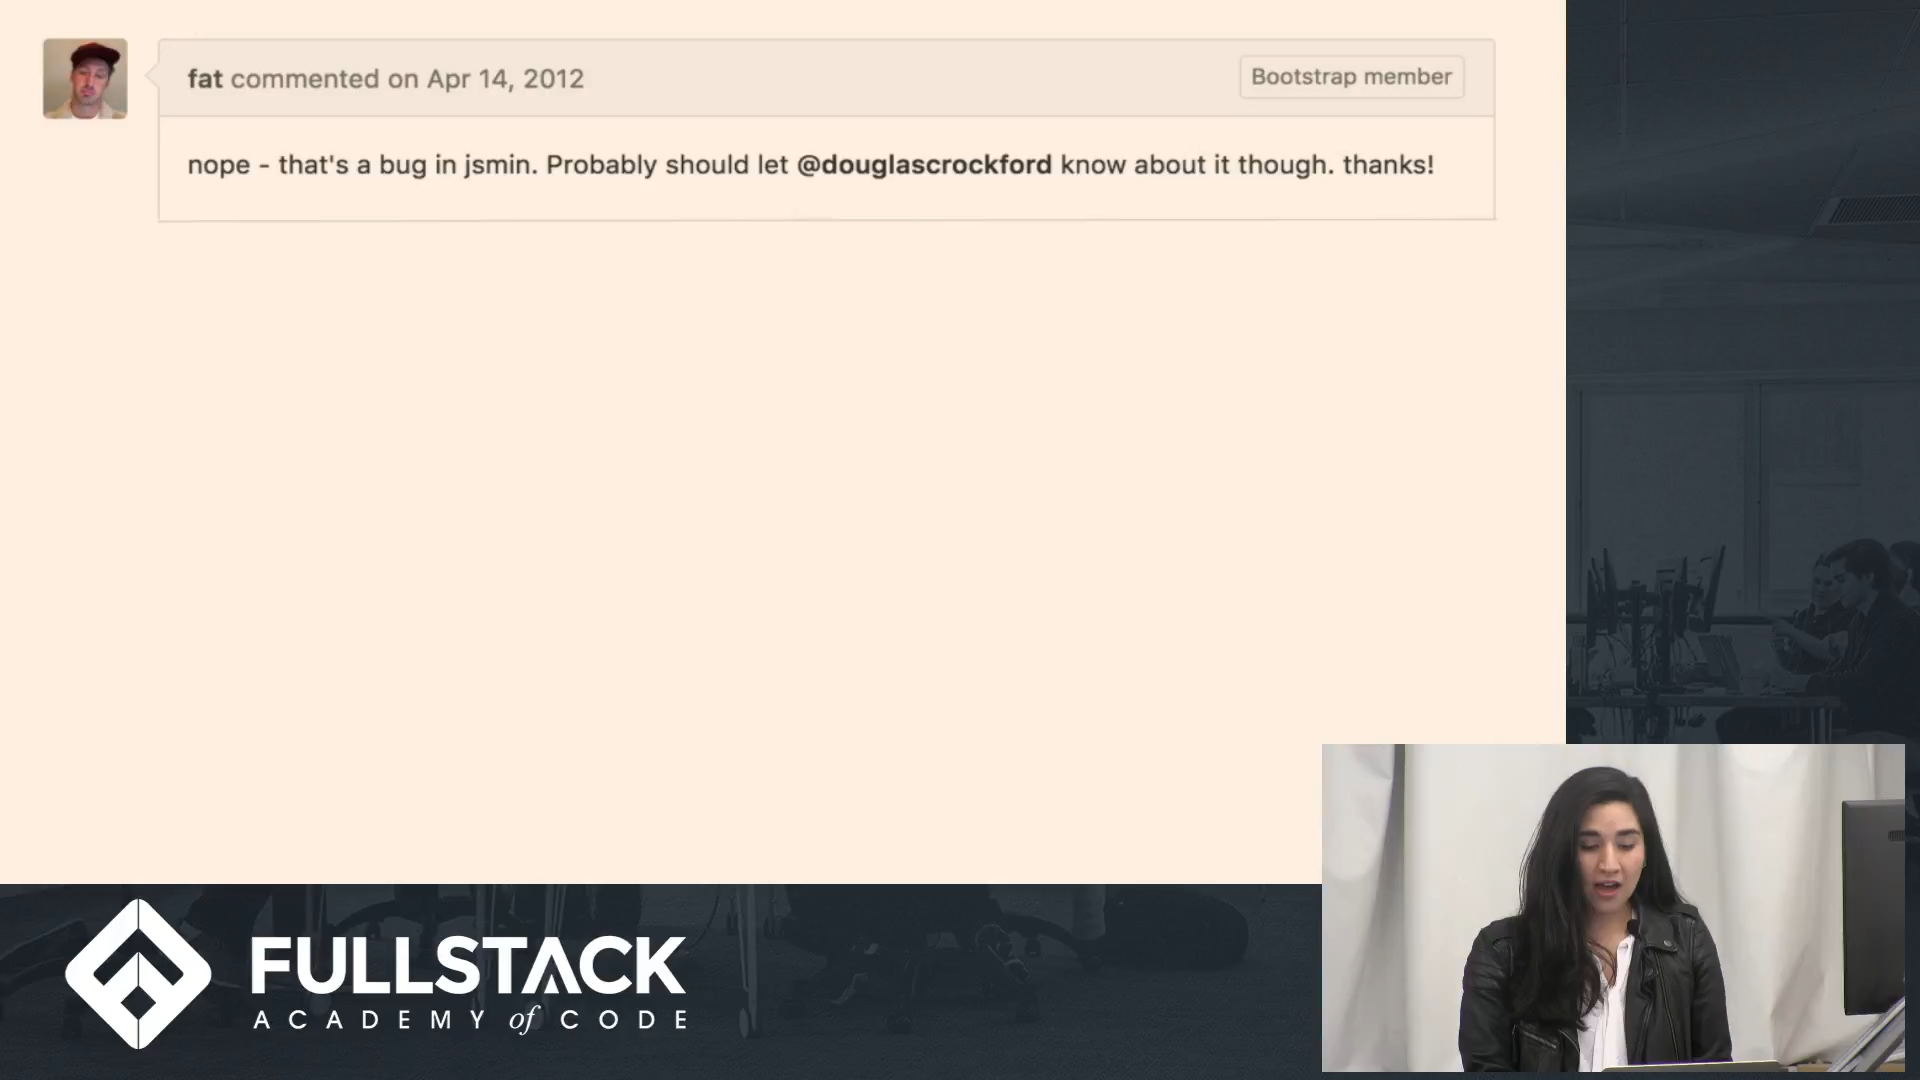 fat commented on Apr 14, 2012
Bootstrap member
nope - that's a bug in jsmin. Probably should let @douglascrockford know about it though. thanks!
FULLSTACK
ACADEMY of CODE